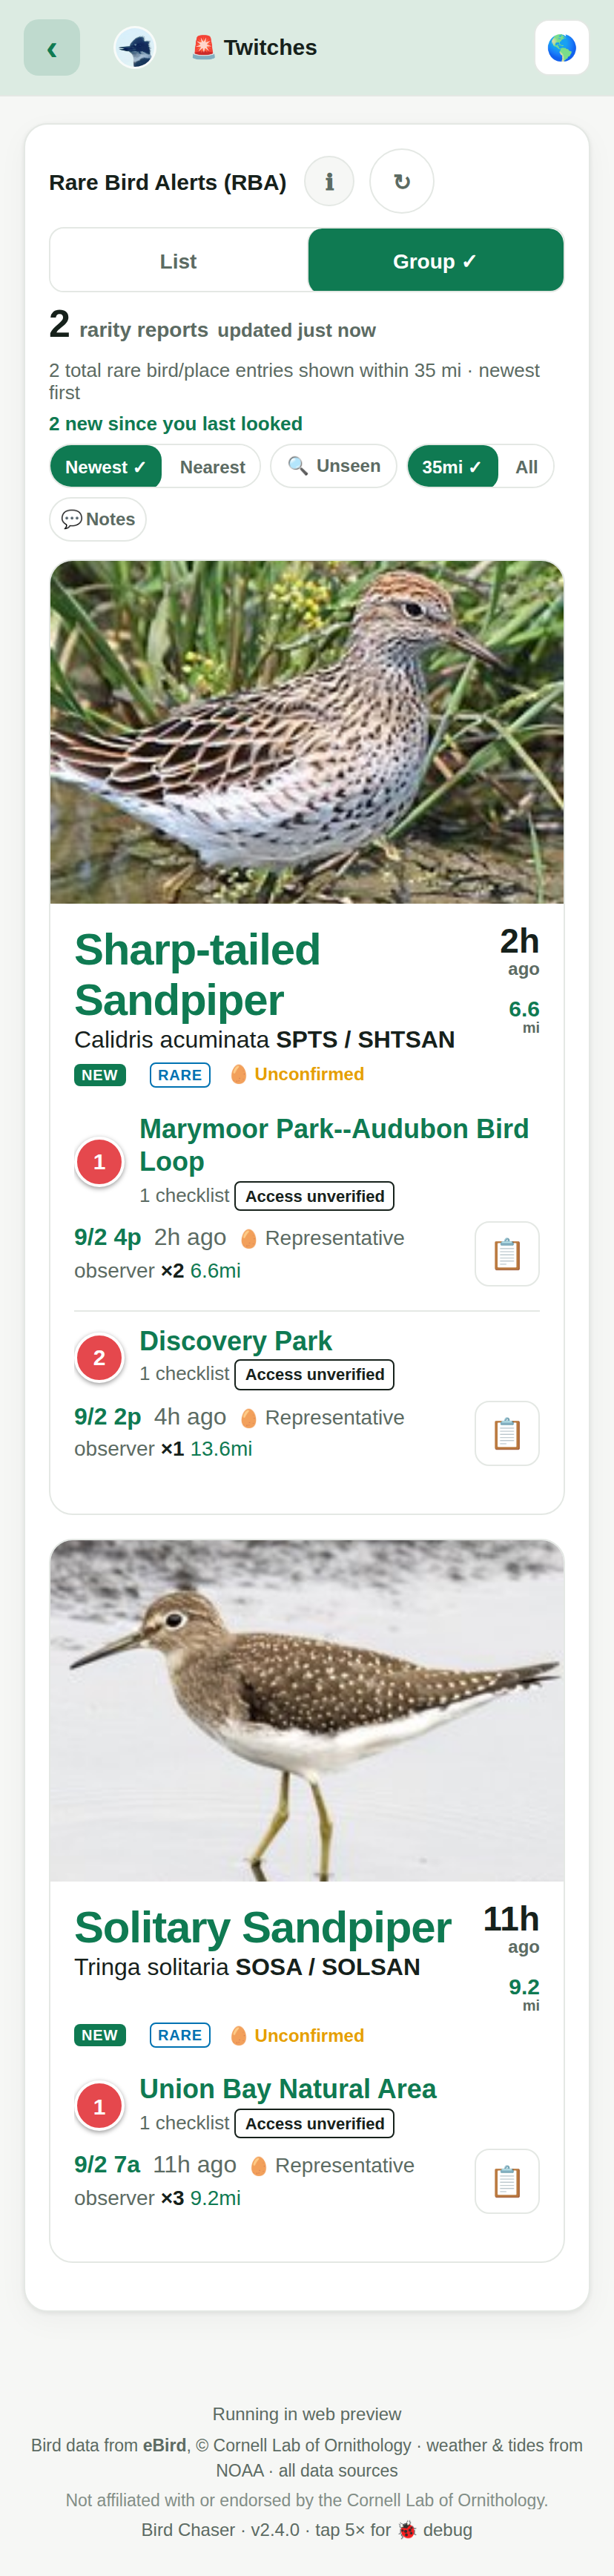 ‹ 🚨 Twitches 🌎
Rare Bird Alerts (RBA) ℹ ↻
List Group ✓
2 rarity reports updated just now
2 total rare bird/place entries shown within 35 mi · newest
first
2 new since you last looked
Newest ✓ Nearest 🔍 Unseen 35mi ✓ All
💬 Notes
Sharp-tailed
Sandpiper
2h
ago
6.6
mi
Calidris acuminata SPTS / SHTSAN
NEW RARE 🥚 Unconfirmed
1 Marymoor Park--Audubon Bird
Loop
1 checklist Access unverified
9/2 4p 2h ago 🥚 Representative
observer ×2 6.6mi 📋
2 Discovery Park
1 checklist Access unverified
9/2 2p 4h ago 🥚 Representative
observer ×1 13.6mi 📋
Solitary Sandpiper
11h
ago
9.2
mi
Tringa solitaria SOSA / SOLSAN
NEW RARE 🥚 Unconfirmed
1 Union Bay Natural Area
1 checklist Access unverified
9/2 7a 11h ago 🥚 Representative
observer ×3 9.2mi 📋
Running in web preview
Bird data from eBird, © Cornell Lab of Ornithology · weather & tides from
NOAA · all data sources
Not affiliated with or endorsed by the Cornell Lab of Ornithology.
Bird Chaser · v2.4.0 · tap 5× for 🐞 debug